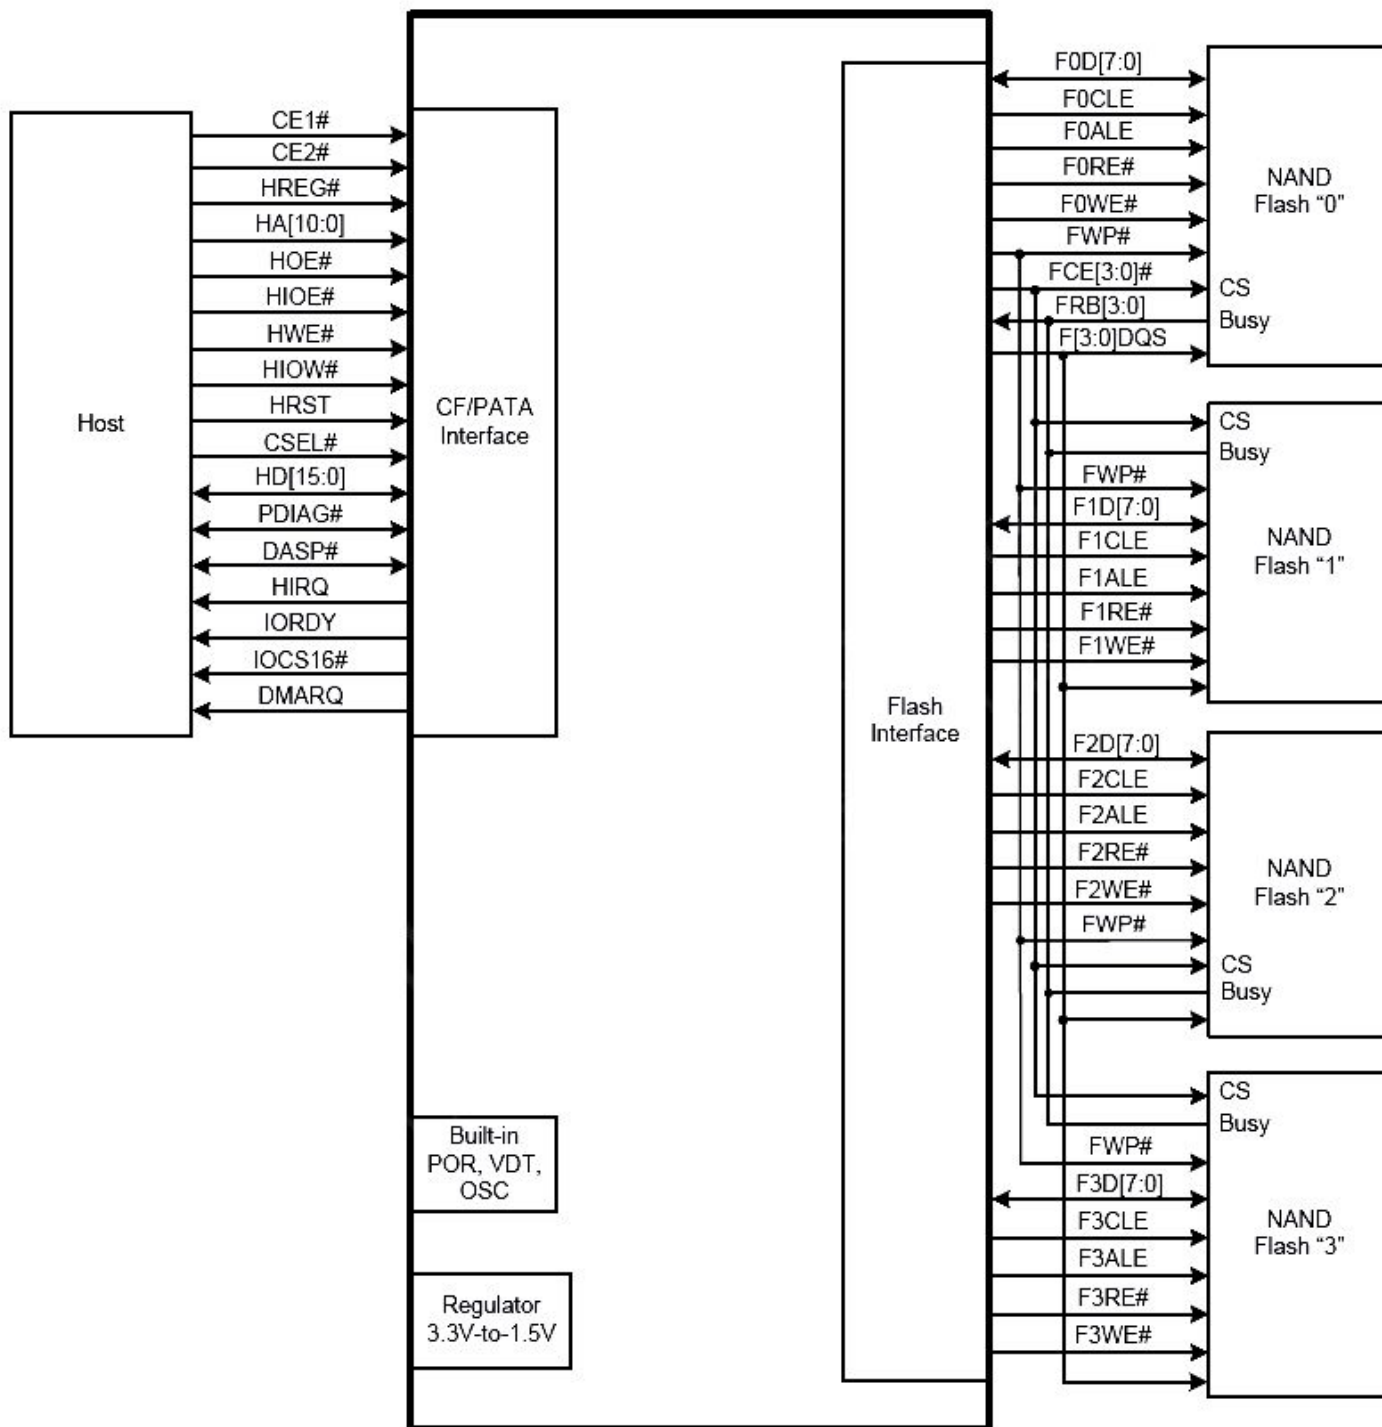 Host
CE1#
CE2#
HREG#
HA[10:0]
HOE#
HIOE#
HWE#
HIOW#
HRST
CSEL#
HD[15:0]
PDIAG#
DASP#
HIRQ
IORDY
IOCS16#
DMARQ
CF/PATA
Interface
Built-in
POR, VDT,
OSC
Regulator
3.3V-to-1.5V
Flash
Interface
F0D[7:0]
F0CLE
F0ALE
F0RE#
F0WE#
FWP#
FCE[3:0]#
FRB[3:0]
F[3:0]DQS
NAND
Flash “0”
CS
Busy
CS
Busy
FWP#
F1D[7:0]
F1CLE
F1ALE
F1RE#
F1WE#
NAND
Flash “1”
F2D[7:0]
F2CLE
F2ALE
F2RE#
F2WE#
FWP#
NAND
Flash “2”
CS
Busy
CS
Busy
FWP#
F3D[7:0]
F3CLE
F3ALE
F3RE#
F3WE#
NAND
Flash “3”